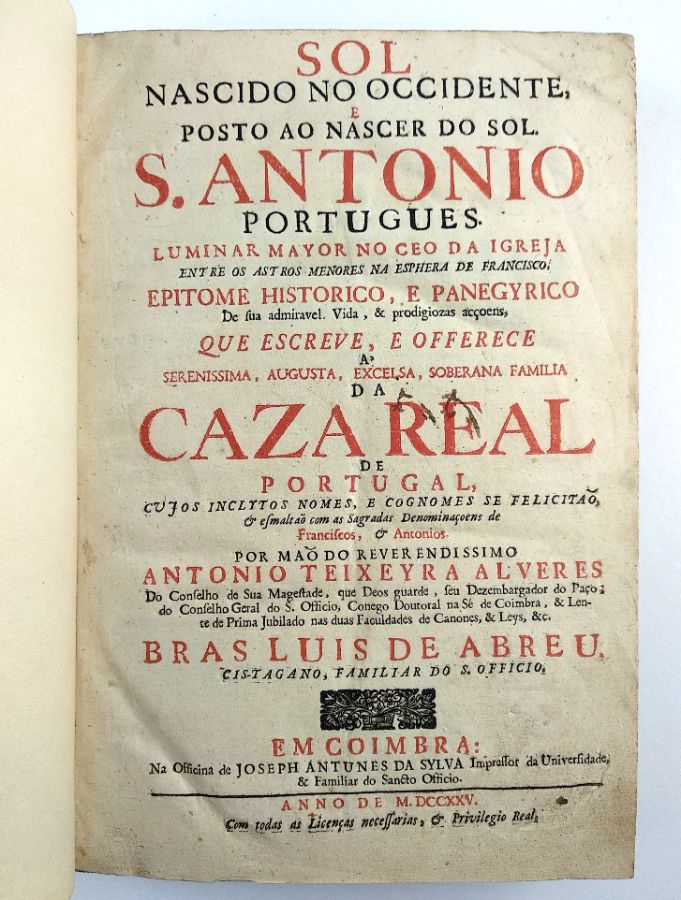 SOL
NASCIDO NO OCCIDENTE,
E
POSTO AO NASCER DO SOL.
S. ANTONIO
PORTUGUES.
LUMINAR MAYOR NO CEO DA IGREJA
ENTRE OS ASTROS MENORES NA ESPHERA DE FRANCISCO:
EPITOME HISTORICO, E PANEGYRICO
De sua admiravel. Vida, & prodigiozas acçoens,
QUE ESCREVE, E OFFERECE
A'
SERENISSIMA, AUGUSTA, EXCELSA, SOBERANA FAMILIA
DA
CAZA REAL
DE
PORTUGAL,
CUJOS INCLYTOS NOMES, E COGNOMES SE FELICITAÕ,
& esmaltaõ com as Sagradas Denominaçoens de
Franciscos, & Antonios.
POR MAÕ DO REVERENDISSIMO
ANTONIO TEIXEYRA ALVERES
Do Conselho de Sua Magestade, que Deos guarde, seu Dezembargador do Paço;
do Conselho Geral do S. Officio, Conego Doutoral na Sé de Coimbra, & Len-
te de Prima Jubilado nas duas Faculdades de Canones, & Leys, &c.
BRAS LUIS DE ABREU.
CIS-TAGANO, FAMILIAR DO S. OFFICIO,
EM COIMBRA:
Na Officina de JOSEPH ANTUNES DA SYLVA Impressor da Universidade,
& Familiar do Sancto Officio.
ANNO DE M. DCCXXV.
Com todas as Licenças necessarias, & Privilegio Real,